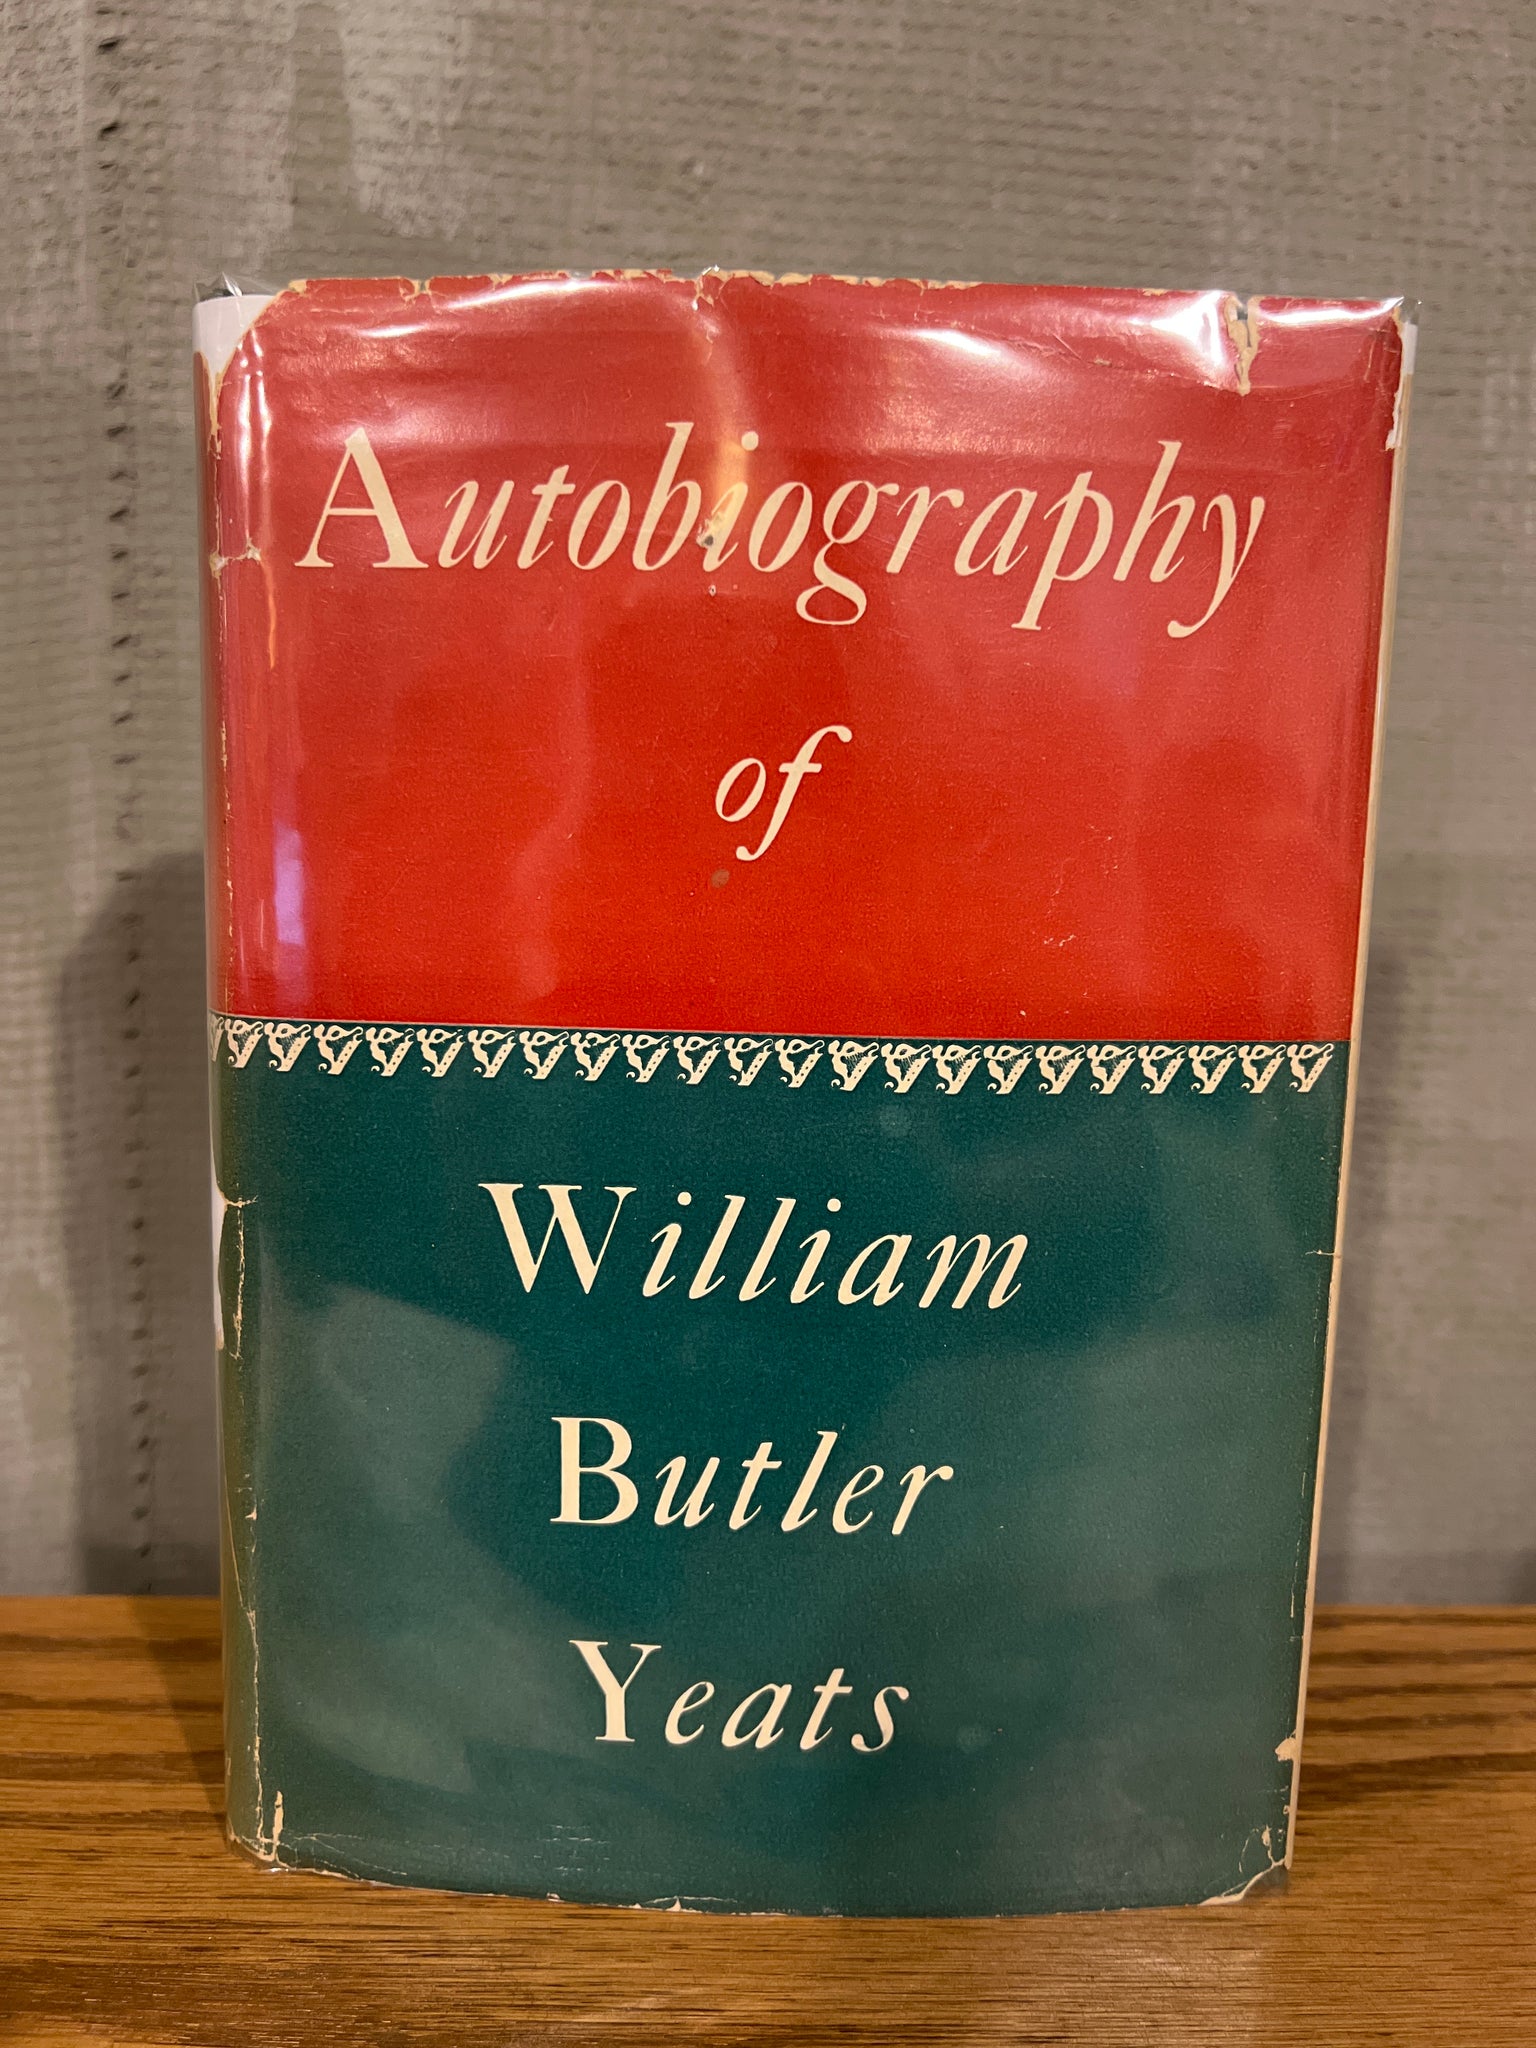 Autobiography
of
William
Butler
Yeats